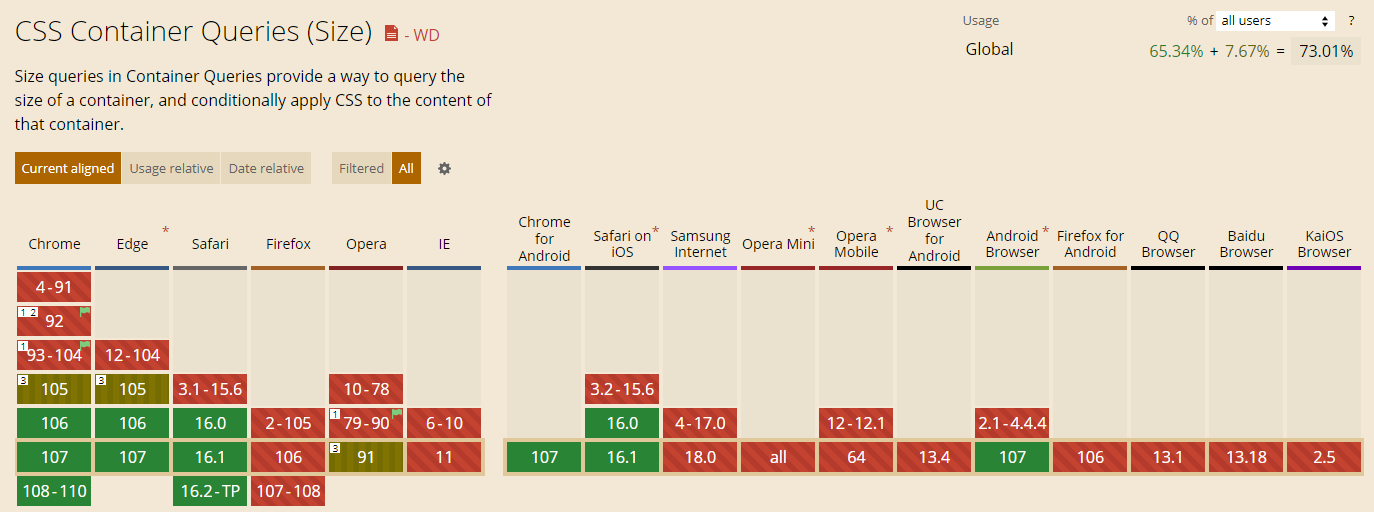 CSS Container Queries (Size) - WD
Usage % of all users ?
Global 65.34% + 7.67% = 73.01%
Size queries in Container Queries provide a way to query the
size of a container, and conditionally apply CSS to the content of
that container.
Current aligned Usage relative Date relative Filtered All
Chrome
Edge *
Safari
Firefox
Opera
IE
Chrome
for
Android
Safari on *
iOS
Samsung
Internet
Opera Mini *
Opera *
Mobile
UC
Browser
for
Android
Android *
Browser
Firefox for
Android
QQ
Browser
Baidu
Browser
KaiOS
Browser
4-91
1 2 92
1 93-104 12-104
3 105 3 105 3.1-15.6 10-78 3.2-15.6
106 106 16.0 2-105 1 79-90 6-10 16.0 4-17.0 12-12.1 2.1-4.4.4
107 107 16.1 106 3 91 11 107 16.1 18.0 all 64 13.4 107 106 13.1 13.18 2.5
108-110 16.2-TP 107-108